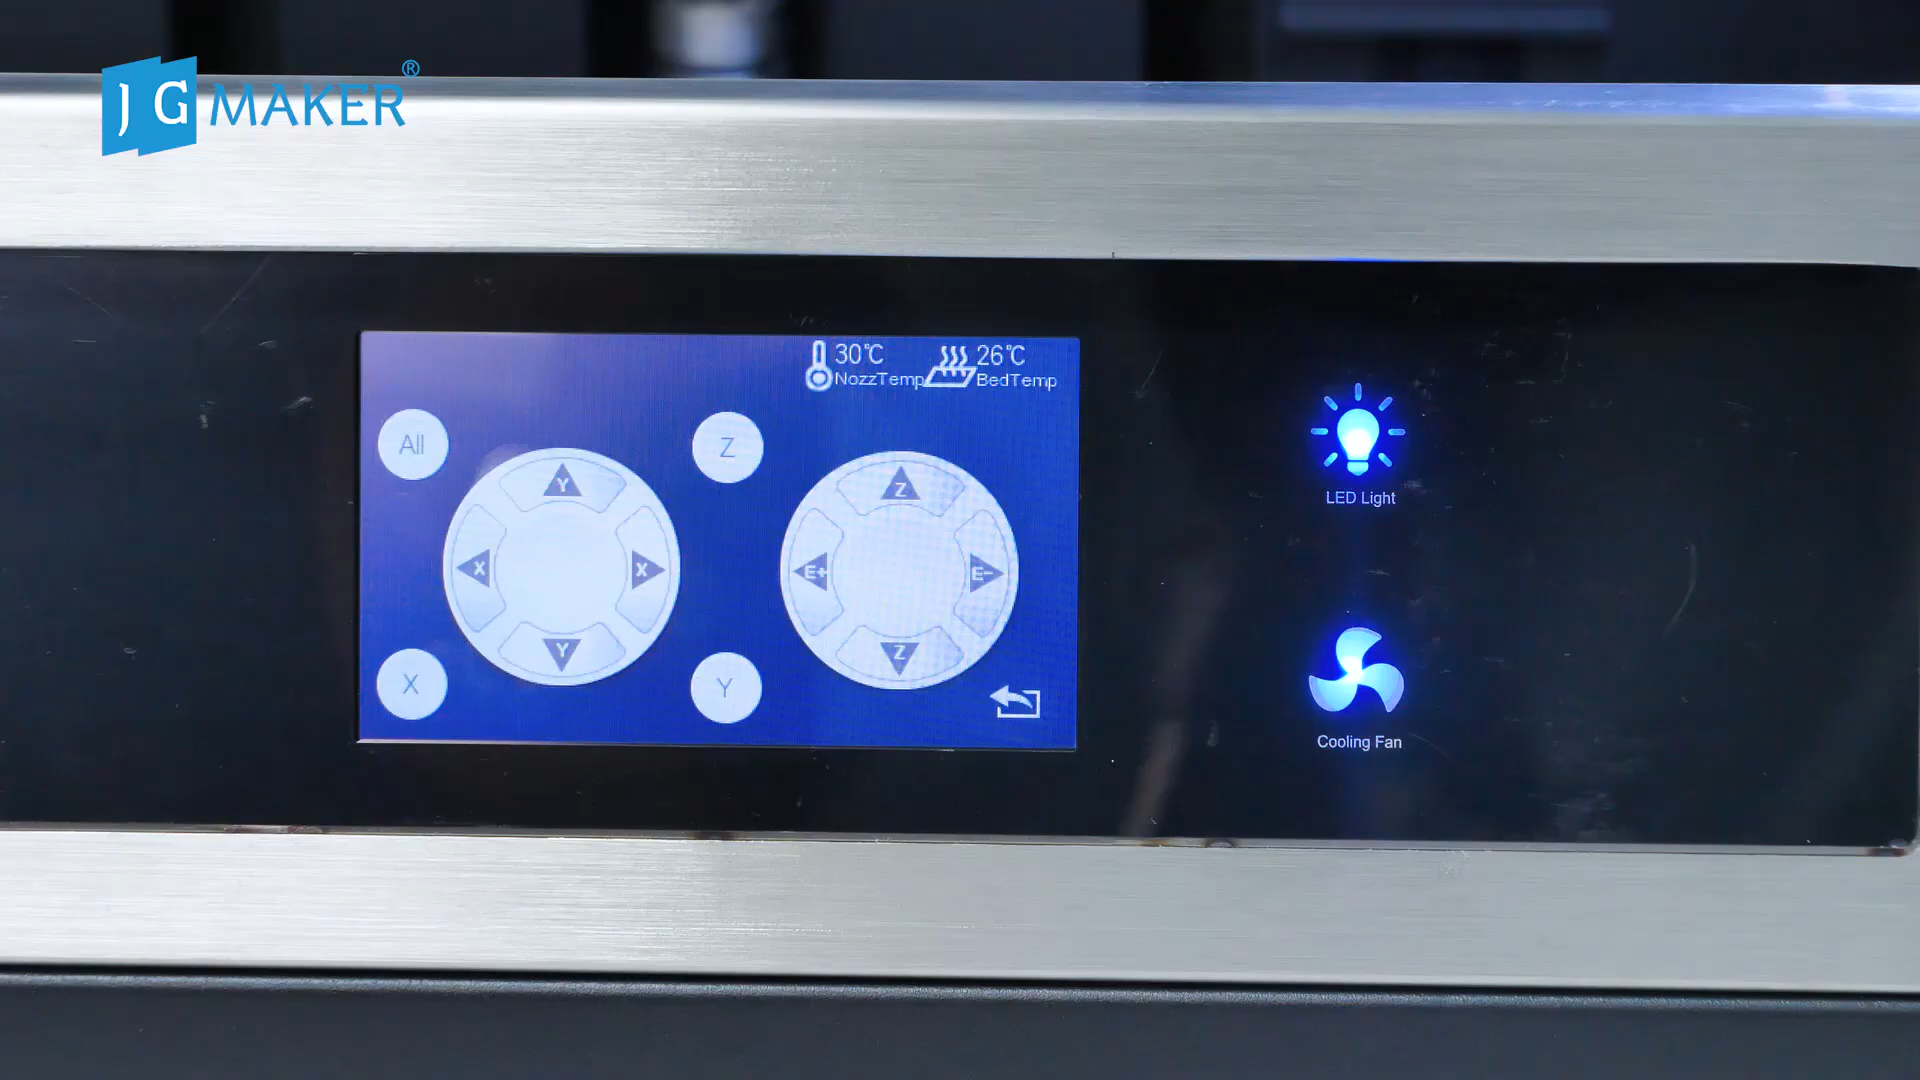 JG MAKER®
30℃ 26℃
NozzTemp BedTemp
All Z
Y Z
X X E+ E-
Y Z
X Y
LED Light
Cooling Fan